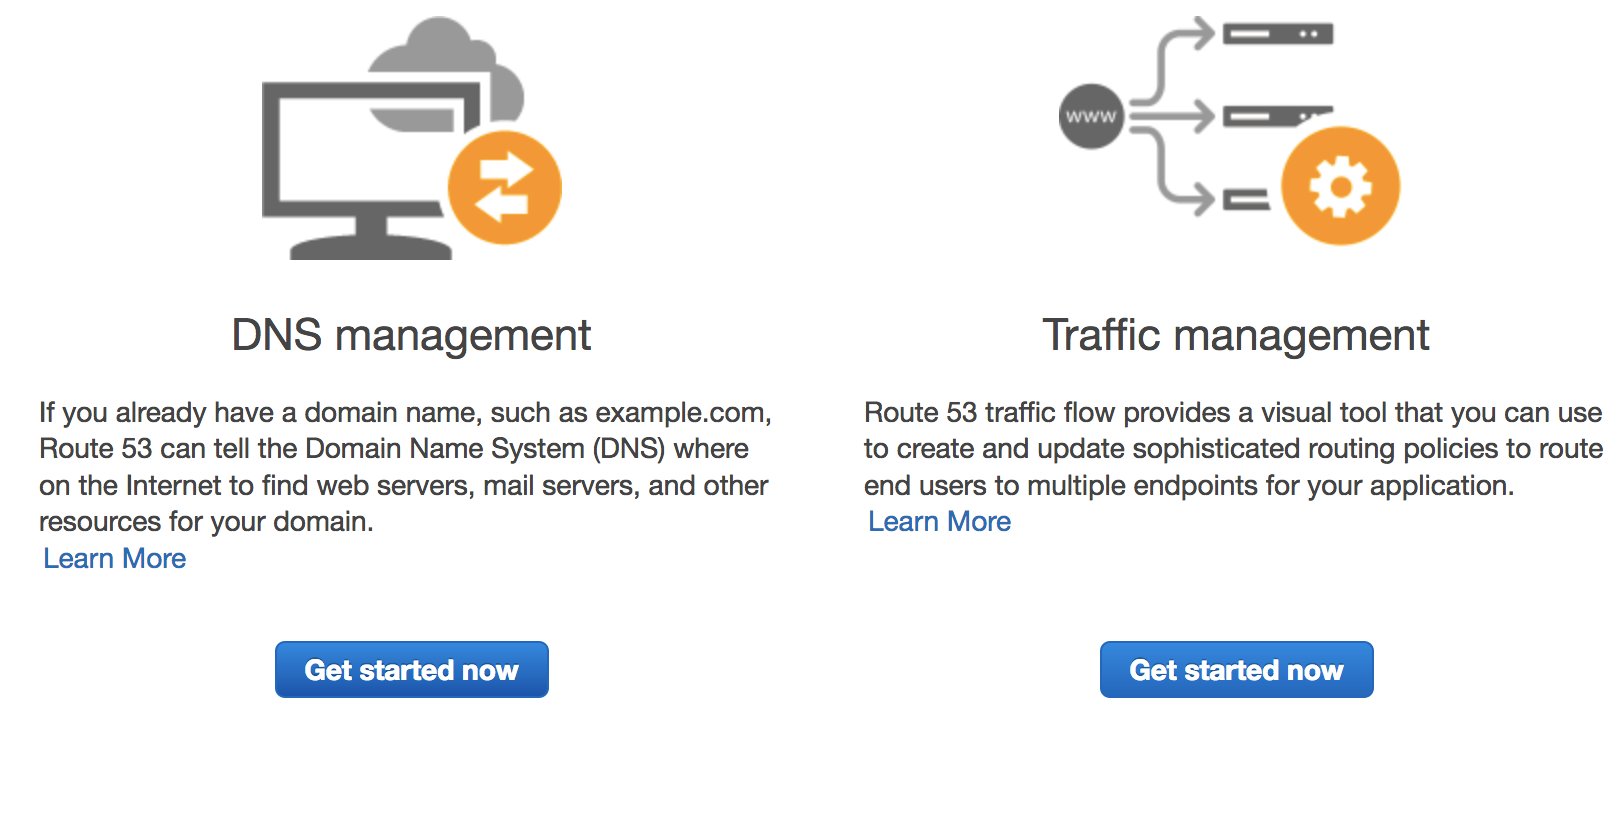 www
DNS management
If you already have a domain name, such as example.com,
Route 53 can tell the Domain Name System (DNS) where
on the Internet to find web servers, mail servers, and other
resources for your domain.
Learn More
Get started now
Traffic management
Route 53 traffic flow provides a visual tool that you can use
to create and update sophisticated routing policies to route
end users to multiple endpoints for your application.
Learn More
Get started now